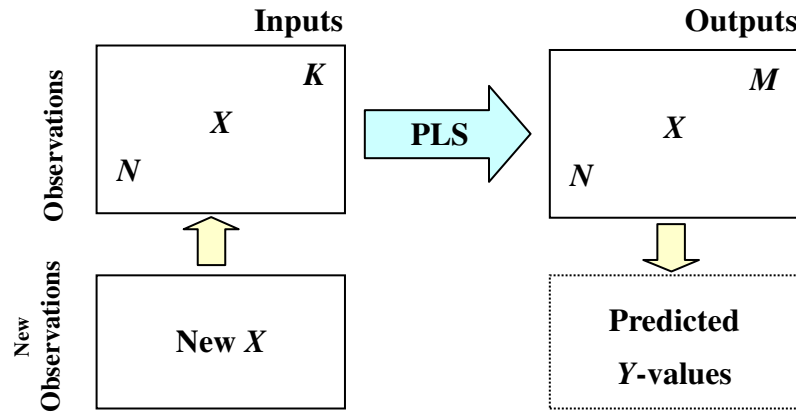 Inputs
Outputs
Observations
K
X
N
PLS
M
X
N
New
Observations
New X
Predicted
Y-values